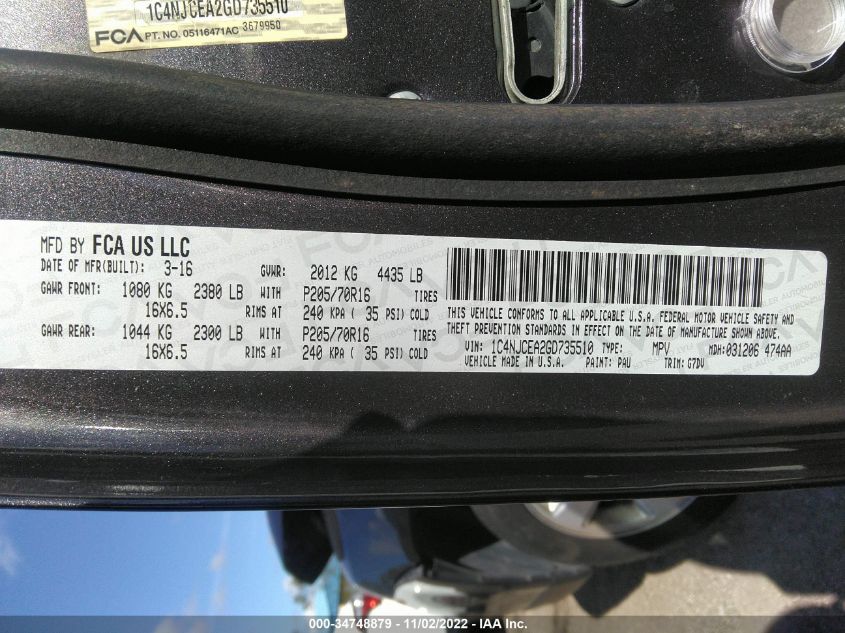 1C4NJCEA2GD735510
FCA PT. NO. 05116471AC 3679950
MFD BY FCA US LLC
DATE OF MFR(BUILT): 3-16 GVWR: 2012 KG 4435 LB
GAWR FRONT: 1080 KG 2380 LB WITH P205/70R16 TIRES
16X6.5 RIMS AT 240 KPA ( 35 PSI) COLD
GAWR REAR: 1044 KG 2300 LB WITH P205/70R16 TIRES
16X6.5 RIMS AT 240 KPA ( 35 PSI) COLD
THIS VEHICLE CONFORMS TO ALL APPLICABLE U.S.A. FEDERAL MOTOR VEHICLE SAFETY AND
THEFT PREVENTION STANDARDS IN EFFECT ON THE DATE OF MANUFACTURE SHOWN ABOVE.
VIN: 1C4NJCEA2GD735510 TYPE: MPV MDH:031206 474AA
VEHICLE MADE IN U.S.A. PAINT: PAU TRIM: G7DV
000-34748879 - 11/02/2022 - IAA Inc.